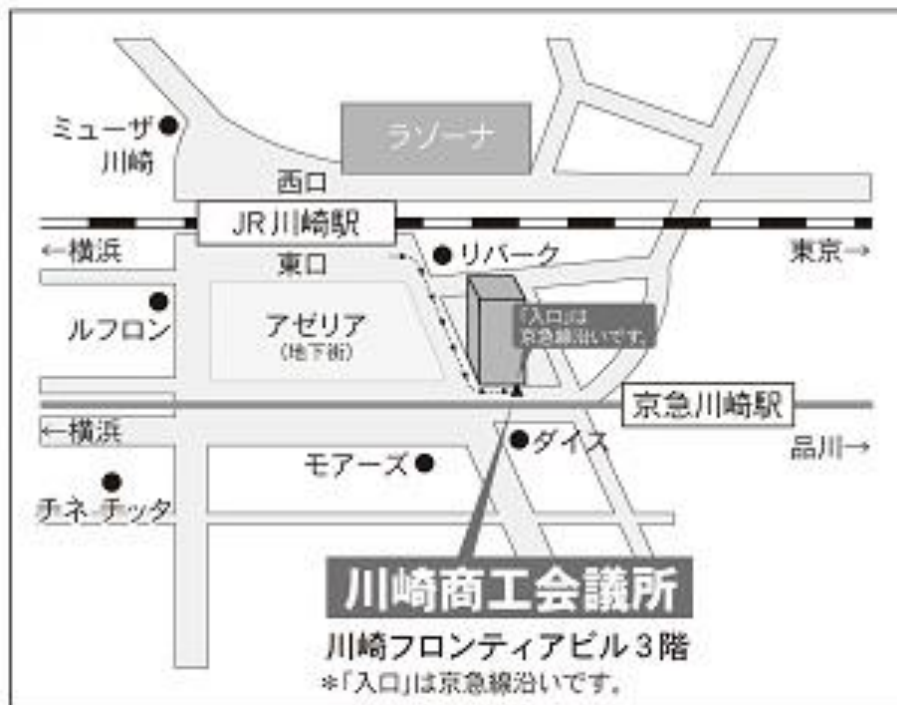 ミューザ
川崎
ラゾーナ
西口
JR川崎駅
←横浜
東京→
東口
リバーク
ルフロン
アゼリア
(地下街)
「入口」は
京急線沿いです。
京急川崎駅
←横浜
品川→
モアーズ
ダイス
チネ チッタ
川崎商工会議所
川崎フロンティアビル3階
*「入口」は京急線沿いです。